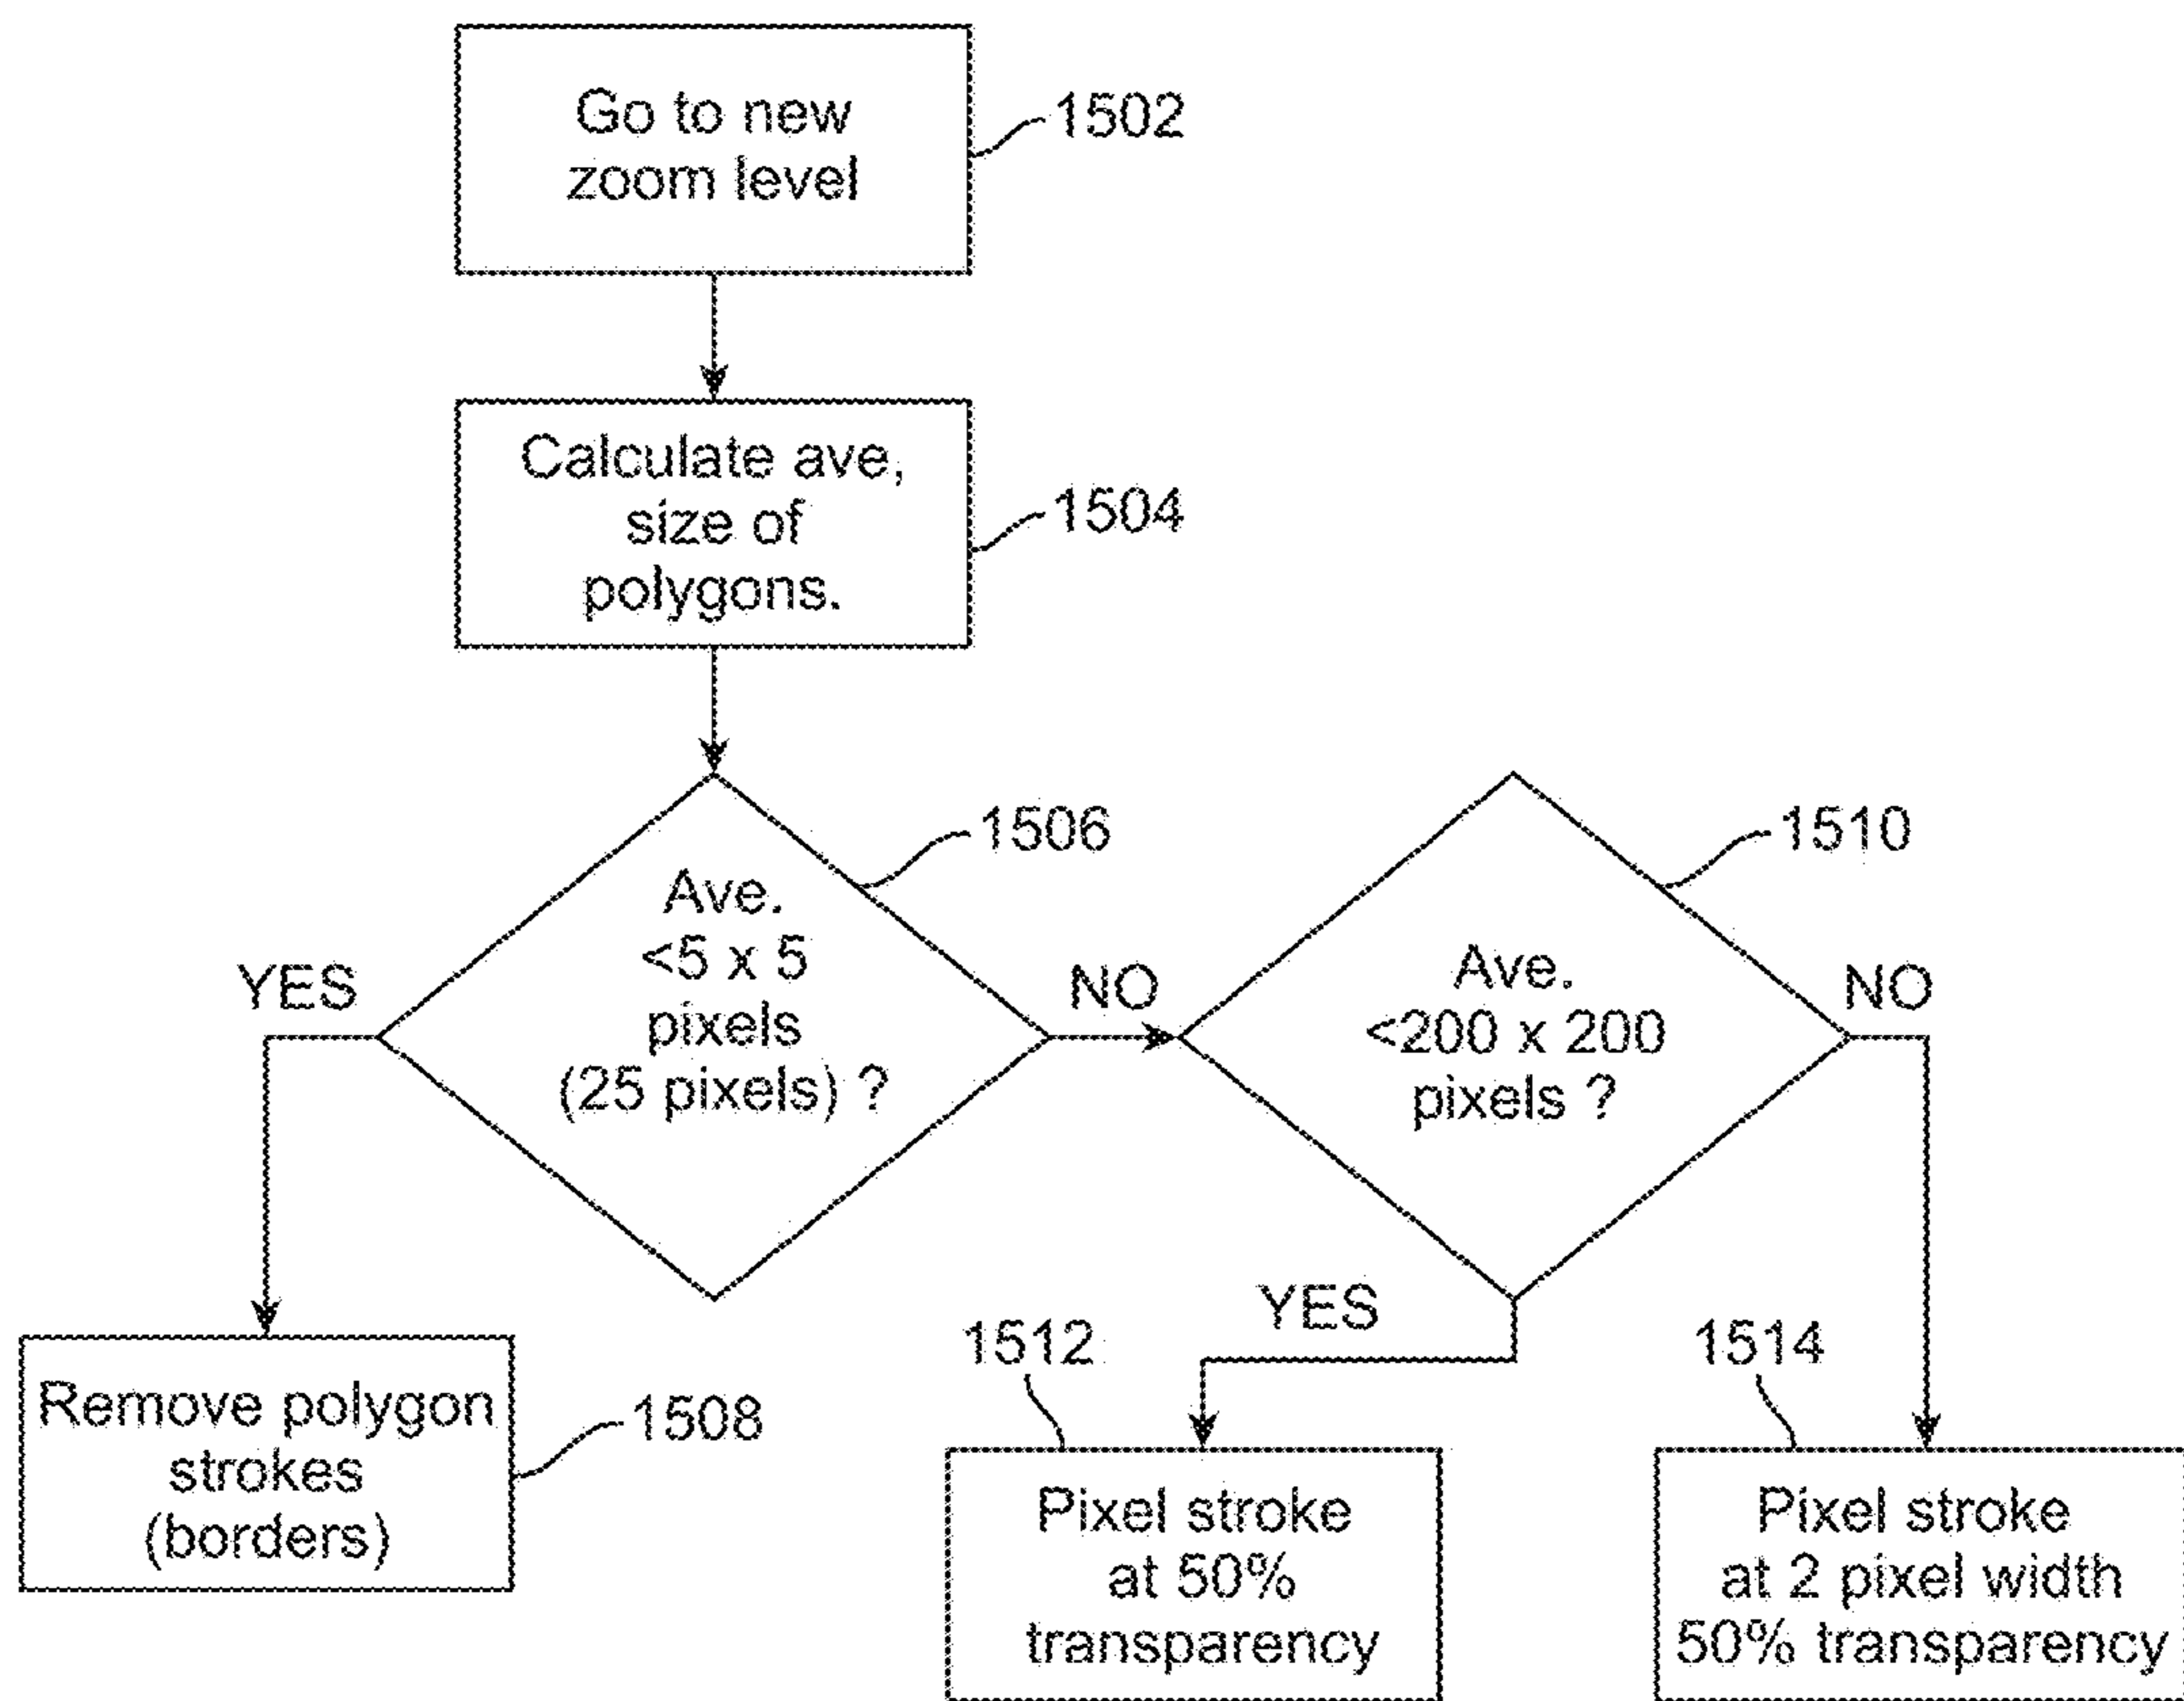 Go to new
zoom level
1502
Calculate ave,
size of
polygons.
1504
Ave.
<5 x 5
pixels
(25 pixels) ?
1506
YES
NO
Ave.
<200 x 200
pixels ?
1510
NO
YES
Remove polygon
strokes
(borders)
1508
1512
Pixel stroke
at 50%
transparency
1514
Pixel stroke
at 2 pixel width
50% transparency